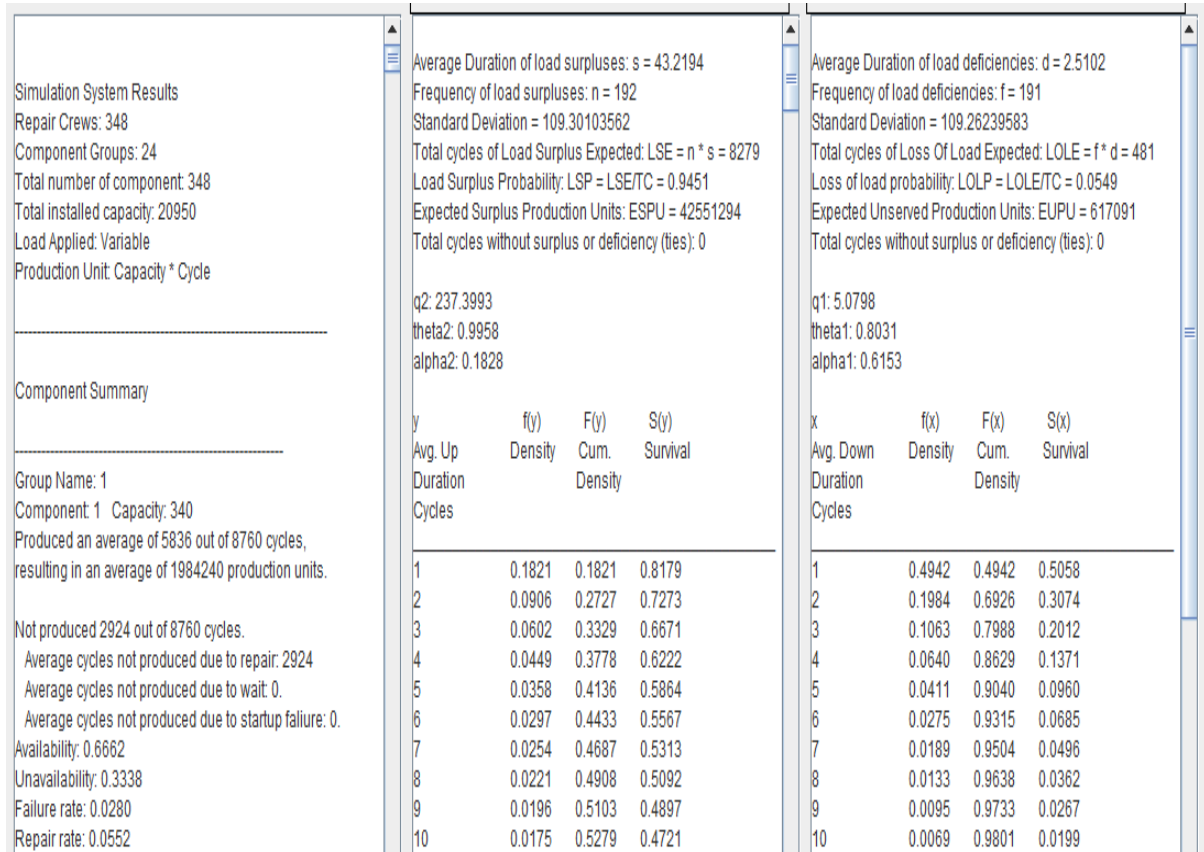 Simulation System Results
Repair Crews: 348
Component Groups: 24
Total number of component: 348
Total installed capacity: 20950
Load Applied: Variable
Production Unit: Capacity * Cycle
Component Summary
Group Name: 1
Component: 1 Capacity: 340
Produced an average of 5836 out of 8760 cycles,
resulting in an average of 1984240 production units.
Not produced 2924 out of 8760 cycles.
Average cycles not produced due to repair: 2924
Average cycles not produced due to wait: 0.
Average cycles not produced due to startup faliure: 0.
Availability: 0.6662
Unavailability: 0.3338
Failure rate: 0.0280
Repair rate: 0.0552
Average Duration of load surpluses: s = 43.2194
Frequency of load surpluses: n = 192
Standard Deviation = 109.30103562
Total cycles of Load Surplus Expected: LSE = n * s = 8279
Load Surplus Probability: LSP = LSE/TC = 0.9451
Expected Surplus Production Units: ESPU = 42551294
Total cycles without surplus or deficiency (ties): 0
q2: 237.3993
theta2: 0.9958
alpha2: 0.1828
y f(y) F(y) S(y)
Avg. Up Density Cum. Survival
Duration Density
Cycles
1 0.1821 0.1821 0.8179
2 0.0906 0.2727 0.7273
3 0.0602 0.3329 0.6671
4 0.0449 0.3778 0.6222
5 0.0358 0.4136 0.5864
6 0.0297 0.4433 0.5567
7 0.0254 0.4687 0.5313
8 0.0221 0.4908 0.5092
9 0.0196 0.5103 0.4897
10 0.0175 0.5279 0.4721
Average Duration of load deficiencies: d = 2.5102
Frequency of load deficiencies: f = 191
Standard Deviation = 109.26239583
Total cycles of Loss Of Load Expected: LOLE = f * d = 481
Loss of load probability: LOLP = LOLE/TC = 0.0549
Expected Unserved Production Units: EUPU = 617091
Total cycles without surplus or deficiency (ties): 0
q1: 5.0798
theta1: 0.8031
alpha1: 0.6153
x f(x) F(x) S(x)
Avg. Down Density Cum. Survival
Duration Density
Cycles
1 0.4942 0.4942 0.5058
2 0.1984 0.6926 0.3074
3 0.1063 0.7988 0.2012
4 0.0640 0.8629 0.1371
5 0.0411 0.9040 0.0960
6 0.0275 0.9315 0.0685
7 0.0189 0.9504 0.0496
8 0.0133 0.9638 0.0362
9 0.0095 0.9733 0.0267
10 0.0069 0.9801 0.0199